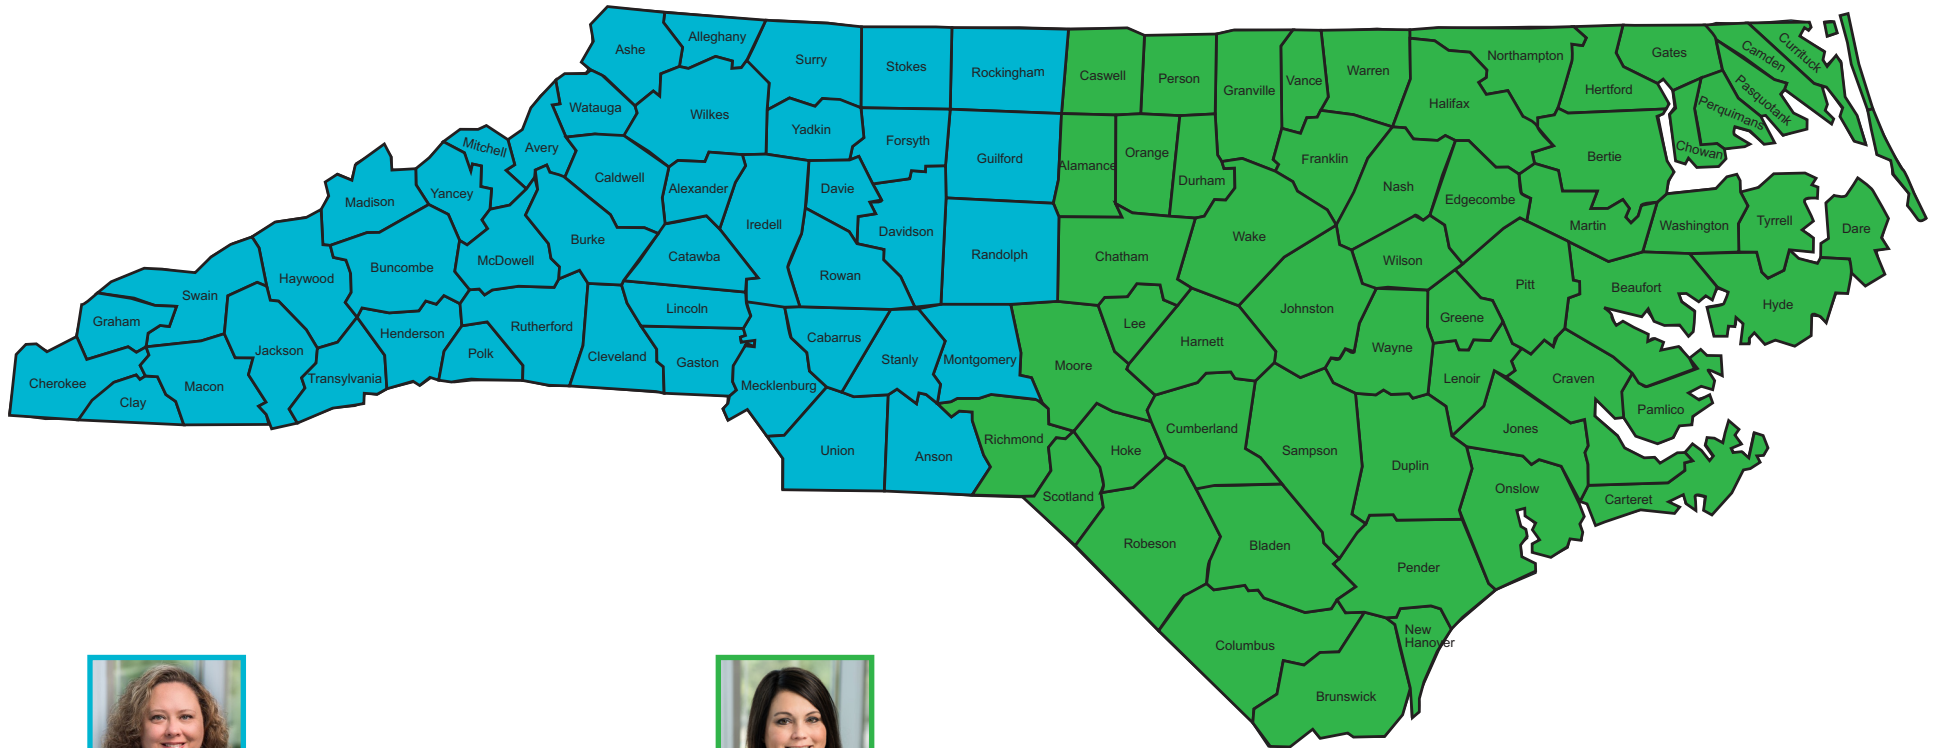 Ashe
Alleghany
Surry
Stokes
Rockingham
Caswell
Person
Granville
Vance
Warren
Northampton
Gates
Camden
Currituck
Halifax
Hertford
Pasquotank
Perquimans
Chowan
Watauga
Wilkes
Yadkin
Forsyth
Guilford
Alamance
Orange
Durham
Franklin
Nash
Edgecombe
Bertie
Mitchell
Avery
Caldwell
Alexander
Davie
Iredell
Davidson
Randolph
Chatham
Wake
Martin
Washington
Tyrrell
Dare
Madison
Yancey
Burke
McDowell
Catawba
Rowan
Wilson
Pitt
Beaufort
Hyde
Buncombe
Haywood
Swain
Graham
Lincoln
Lee
Johnston
Greene
Henderson
Rutherford
Polk
Cleveland
Gaston
Cabarrus
Stanly
Montgomery
Moore
Harnett
Wayne
Lenoir
Craven
Pamlico
Cherokee
Clay
Macon
Jackson
Transylvania
Mecklenburg
Union
Anson
Richmond
Hoke
Cumberland
Sampson
Duplin
Jones
Scotland
Onslow
Carteret
Robeson
Bladen
Pender
Columbus
New
Hanover
Brunswick